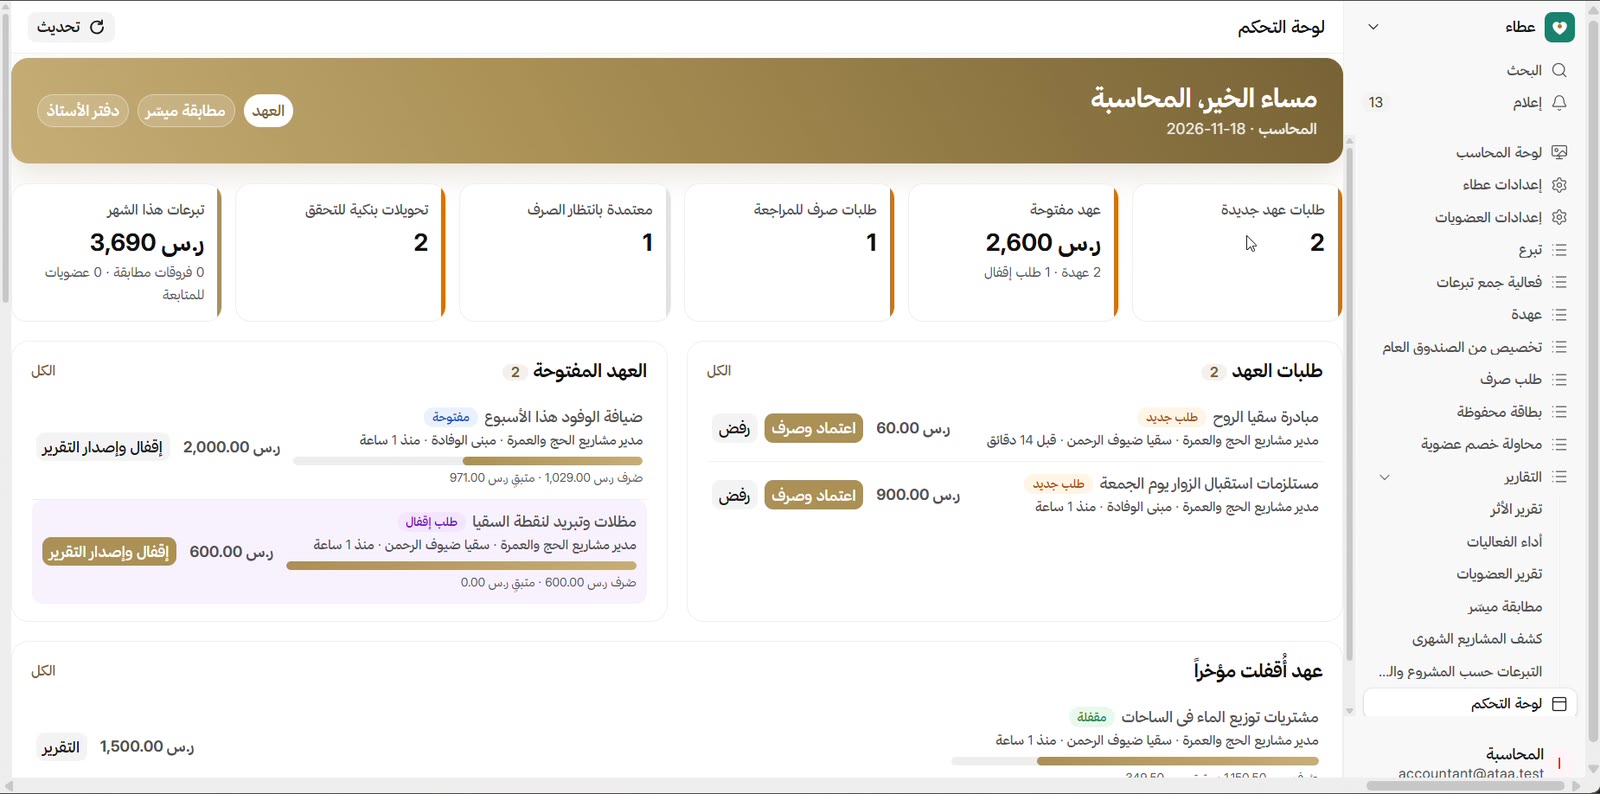 عطاء
البحث
إعلام
13
لوحة المحاسب
إعدادات عطاء
إعدادات العضويات
تبرع
فعالية جمع تبرعات
عهدة
تخصيص من الصندوق العام
طلب صرف
بطاقة محفوظة
محاولة خصم عضوية
التقارير
تقرير الأثر
أداء الفعاليات
تقرير العضويات
مطابقة ميسّر
كشف المشاريع الشهري
التبرعات حسب المشروع والـ...
لوحة التحكم
المحاسبة
accountant@ataa.test
لوحة التحكم
تحديث
مساء الخير، المحاسبة
المحاسب · 2026-11-18
العهد
مطابقة ميسّر
دفتر الأستاذ
طلبات عهد جديدة
2
عهد مفتوحة
ر.س 2,600
2 عهدة · 1 طلب إقفال
طلبات صرف للمراجعة
1
معتمدة بانتظار الصرف
1
تحويلات بنكية للتحقق
2
تبرعات هذا الشهر
ر.س 3,690
0 فروقات مطابقة · 0 عضويات
للمتابعة
طلبات العهد 2
الكل
مبادرة سقيا الروح طلب جديد
مدير مشاريع الحج والعمرة · سقيا ضيوف الرحمن · قبل 14 دقائق
ر.س 60.00
اعتماد وصرف
رفض
مستلزمات استقبال الزوار يوم الجمعة طلب جديد
مدير مشاريع الحج والعمرة · مبنى الوفادة · منذ 1 ساعة
ر.س 900.00
اعتماد وصرف
رفض
العهد المفتوحة 2
الكل
ضيافة الوفود هذا الأسبوع مفتوحة
مدير مشاريع الحج والعمرة · مبنى الوفادة · منذ 1 ساعة
صُرف ر.س 1,029.00 · متبقٍ ر.س 971.00
ر.س 2,000.00
إقفال وإصدار التقرير
مظلات وتبريد لنقطة السقيا طلب إقفال
مدير مشاريع الحج والعمرة · سقيا ضيوف الرحمن · منذ 1 ساعة
صُرف ر.س 600.00 · متبقٍ ر.س 0.00
ر.س 600.00
إقفال وإصدار التقرير
عهد أُقفلت مؤخراً
الكل
مشتريات توزيع الماء في الساحات مقفلة
مدير مشاريع الحج والعمرة · سقيا ضيوف الرحمن · منذ 1 ساعة
ر.س 1,500.00
التقرير